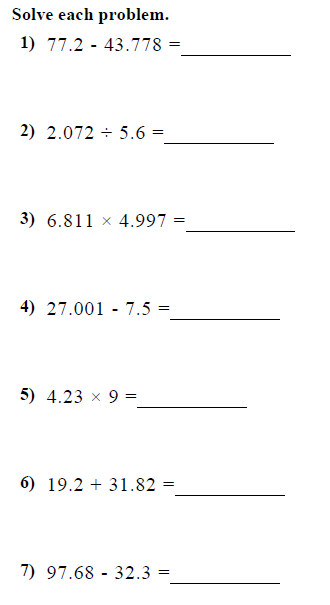 Solve each problem.
1) 77.2 - 43.778 =
2) 2.072 ÷ 5.6 =
3) 6.811 × 4.997 =
4) 27.001 - 7.5 =
5) 4.23 × 9 =
6) 19.2 + 31.82 =
7) 97.68 - 32.3 =